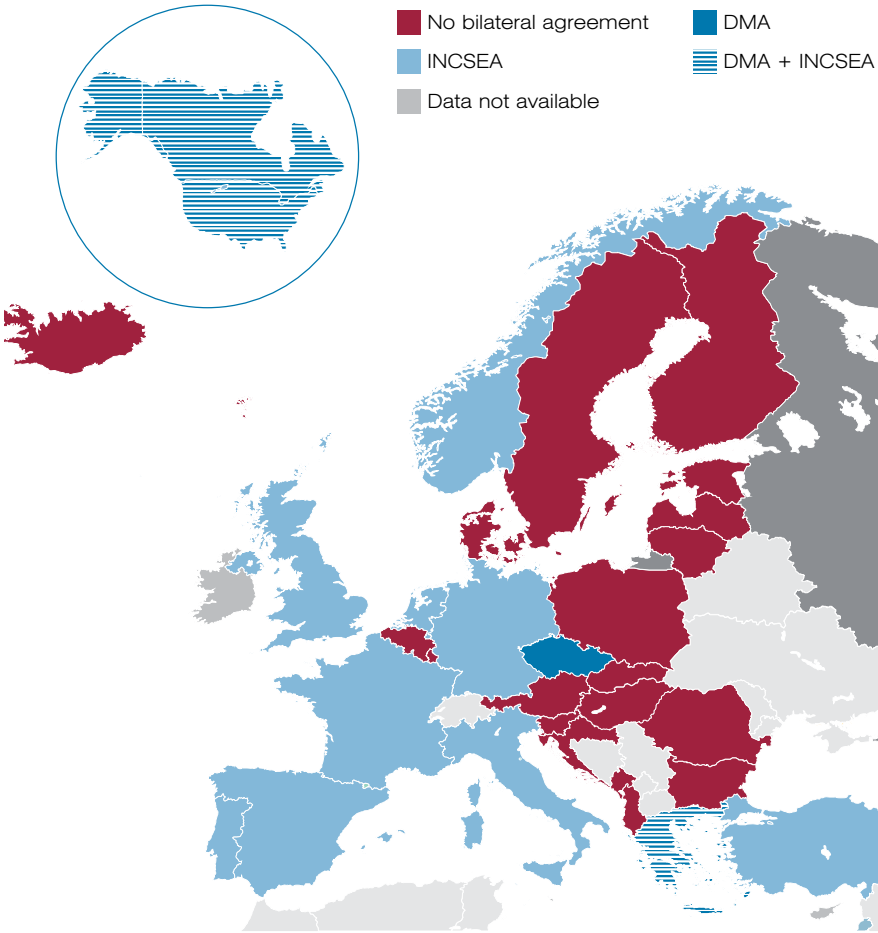 No bilateral agreement
DMA
INCSEA
DMA + INCSEA
Data not available